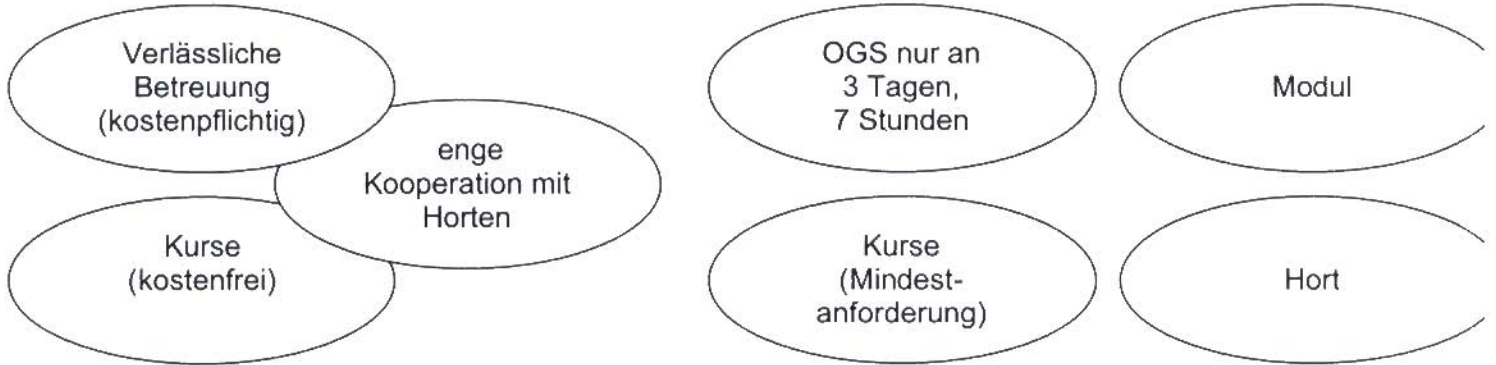 Verlässliche
Betreuung
(kostenpflichtig)
enge
Kooperation mit
Horten
Kurse
(kostenfrei)
OGS nur an
3 Tagen,
7 Stunden
Modul
Kurse
(Mindest-
anforderung)
Hort